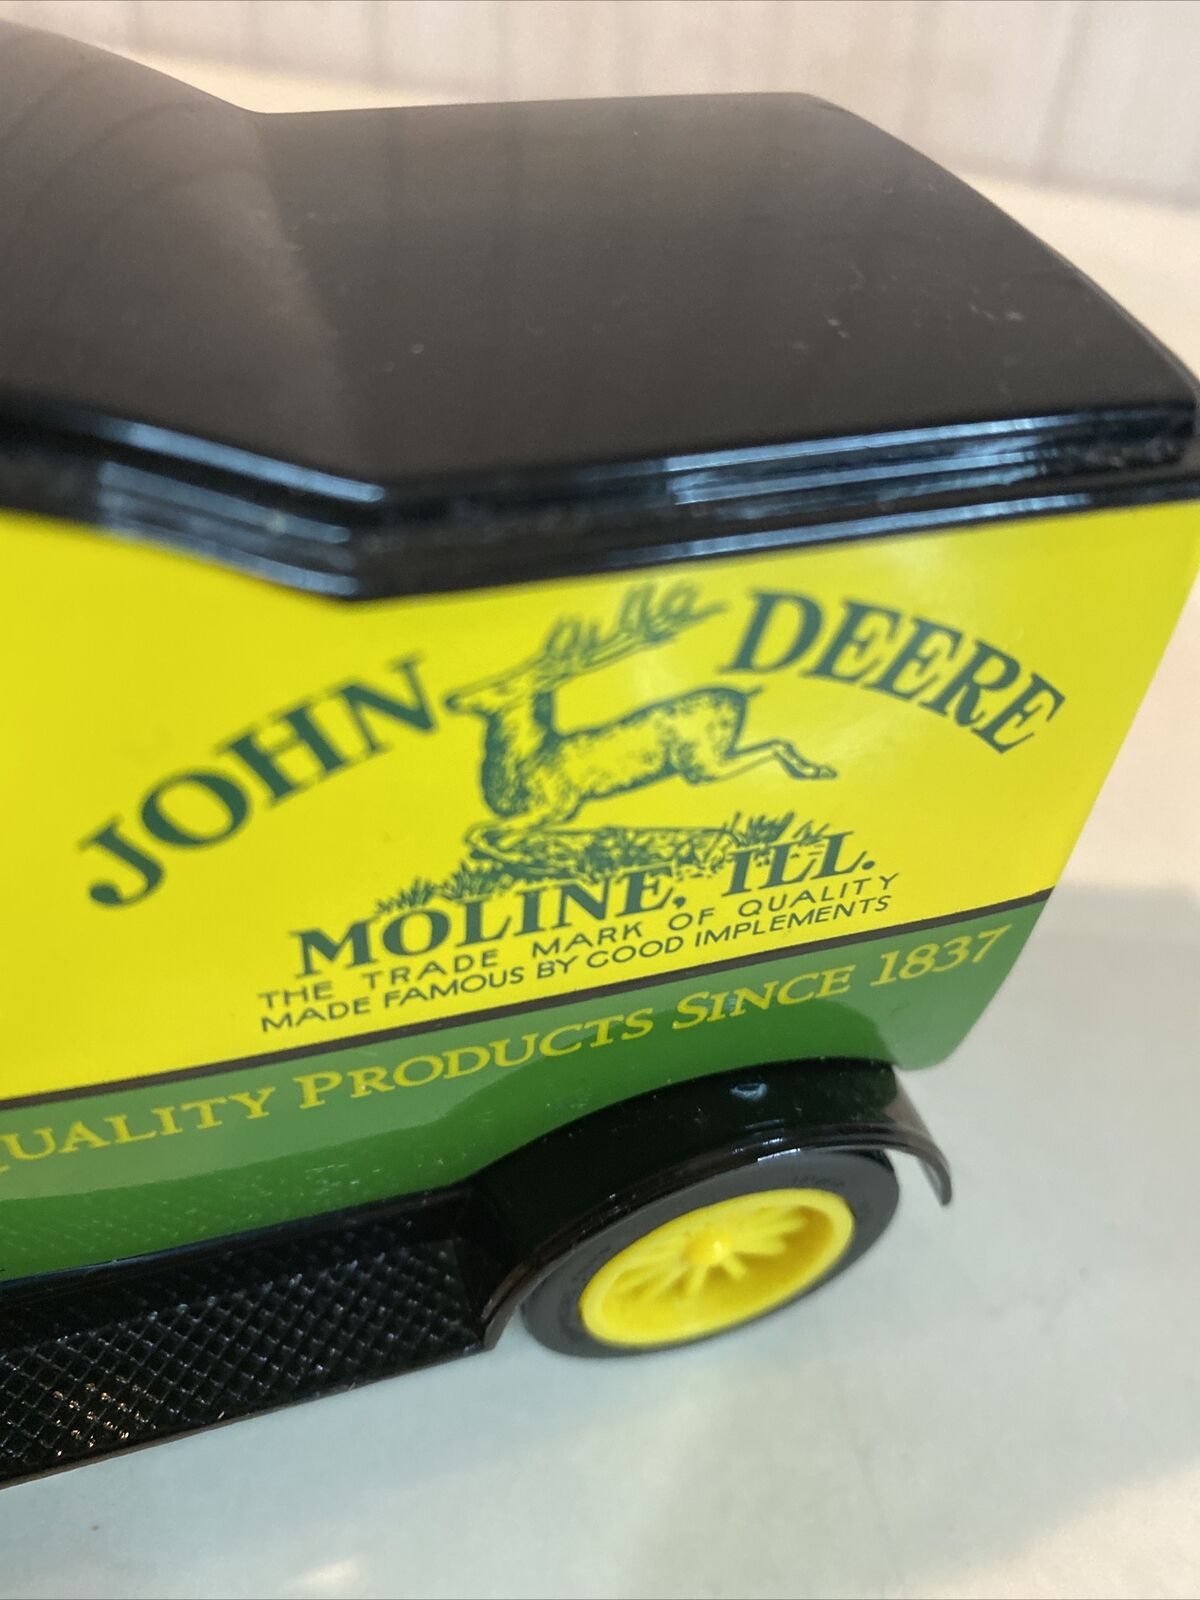 JOHN DEERE
MOLINE, ILL.
THE TRADE MARK OF QUALITY
MADE FAMOUS BY GOOD IMPLEMENTS
UALITY PRODUCTS SINCE 1837